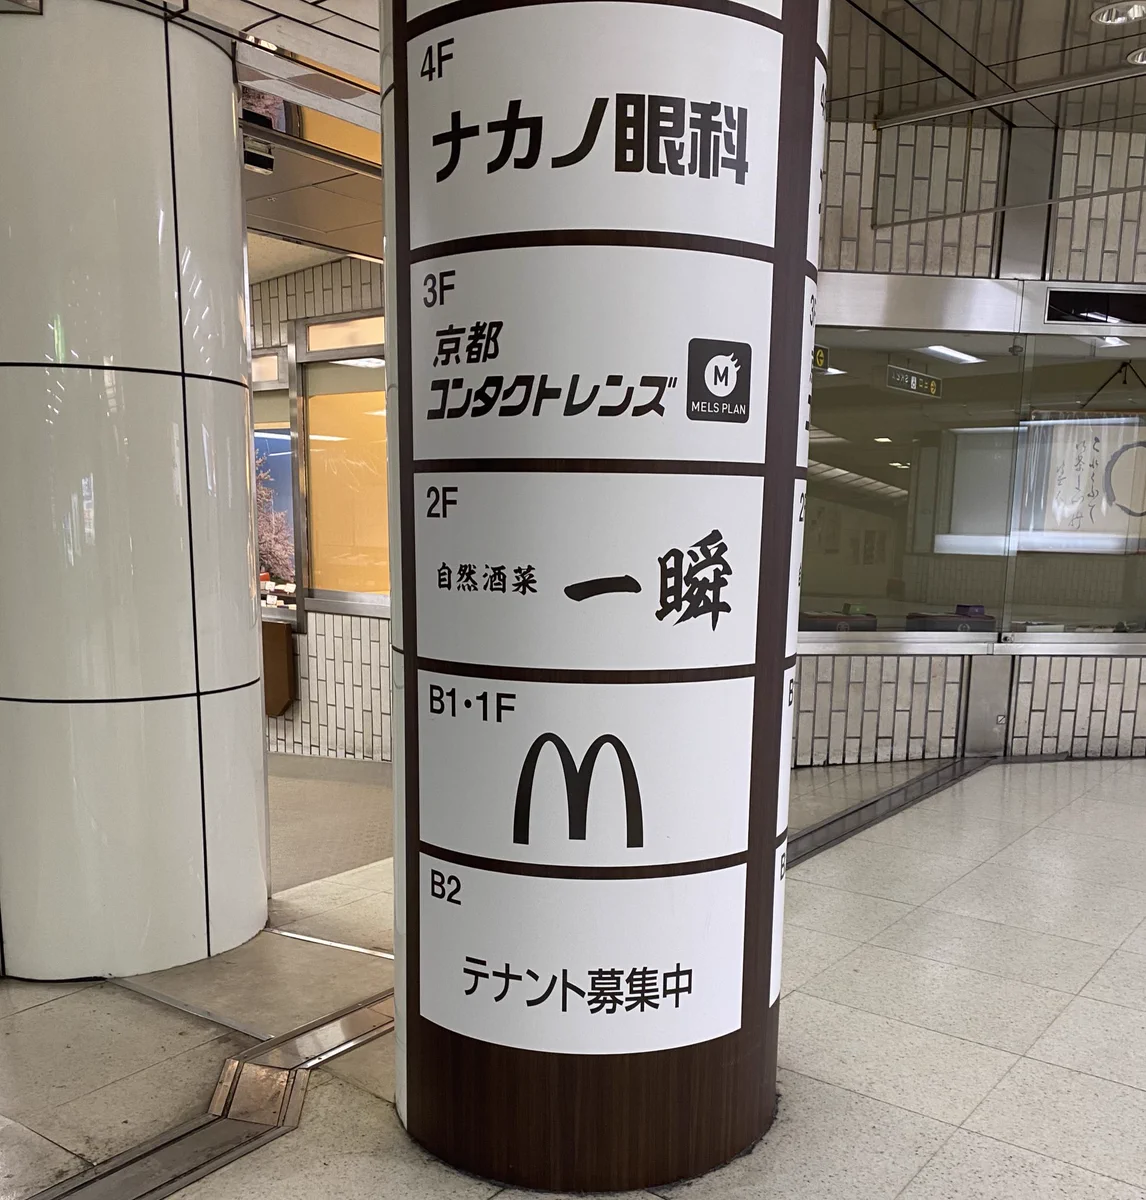 4F
ナカノ眼科
3F
京都
コンタクトレンズ
M
MELS PLAN
2F
自然酒菜 一瞬
B1・1F
B2
テナント募集中